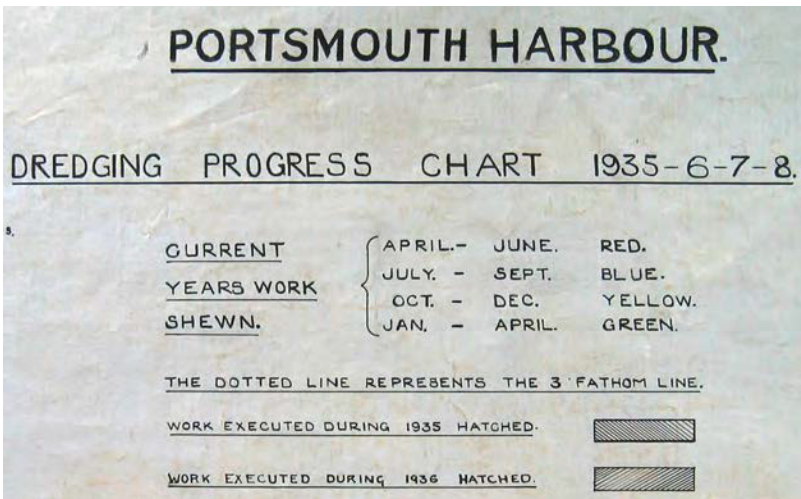 PORTSMOUTH HARBOUR.
DREDGING PROGRESS CHART 1935-6-7-8.
s.
CURRENT YEARS WORK SHEWN.
APRIL.- JUNE. RED.
JULY. - SEPT. BLUE.
OCT. - DEC. YELLOW.
JAN. - APRIL. GREEN.
THE DOTTED LINE REPRESENTS THE 3 FATHOM LINE.
WORK EXECUTED DURING 1935 HATCHED.
WORK EXECUTED DURING 1936 HATCHED.